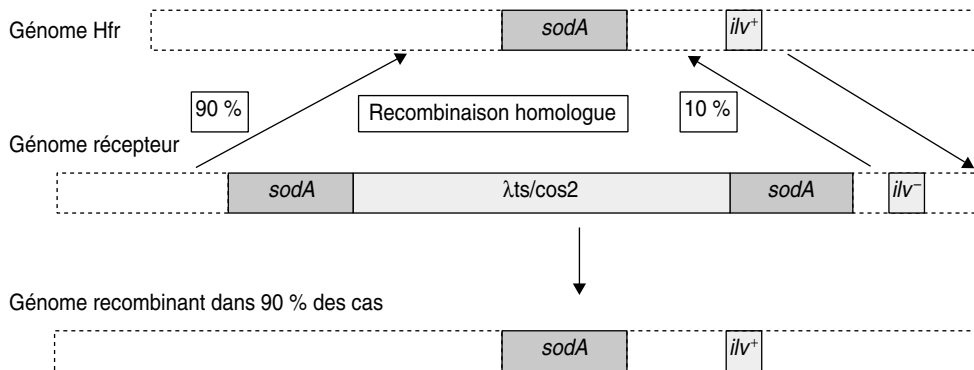 Génome Hfr
sodA
ilv⁺
90 %
Recombinaison homologue
10 %
Génome récepteur
sodA
λts/cos2
sodA
ilv⁻
Génome recombinant dans 90 % des cas
sodA
ilv⁺